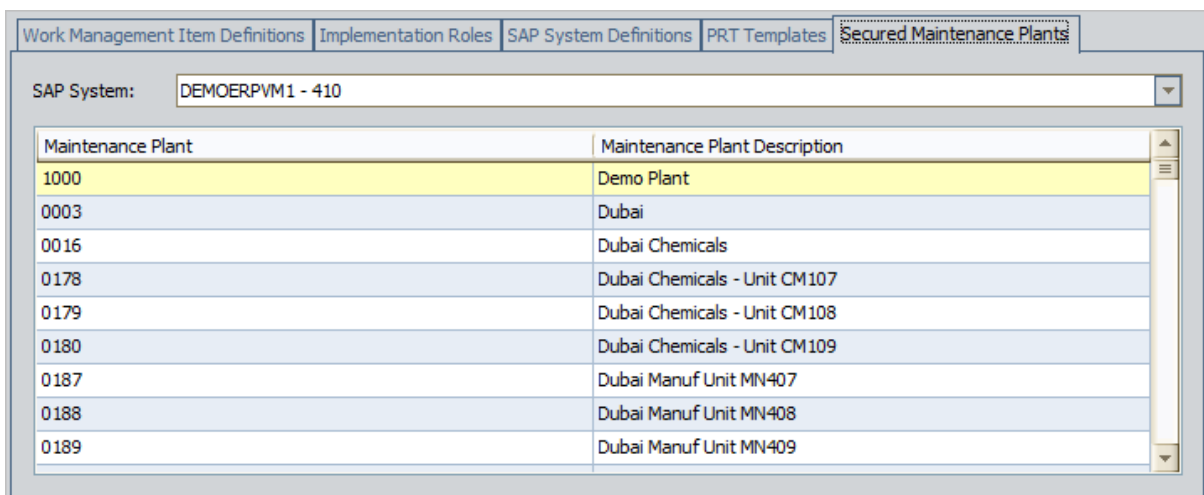 Work Management Item Definitions Implementation Roles SAP System Definitions PRT Templates Secured Maintenance Plants
SAP System: DEMOERPVM1 - 410
Maintenance Plant Maintenance Plant Description
1000 Demo Plant
0003 Dubai
0016 Dubai Chemicals
0178 Dubai Chemicals - Unit CM107
0179 Dubai Chemicals - Unit CM108
0180 Dubai Chemicals - Unit CM109
0187 Dubai Manuf Unit MN407
0188 Dubai Manuf Unit MN408
0189 Dubai Manuf Unit MN409